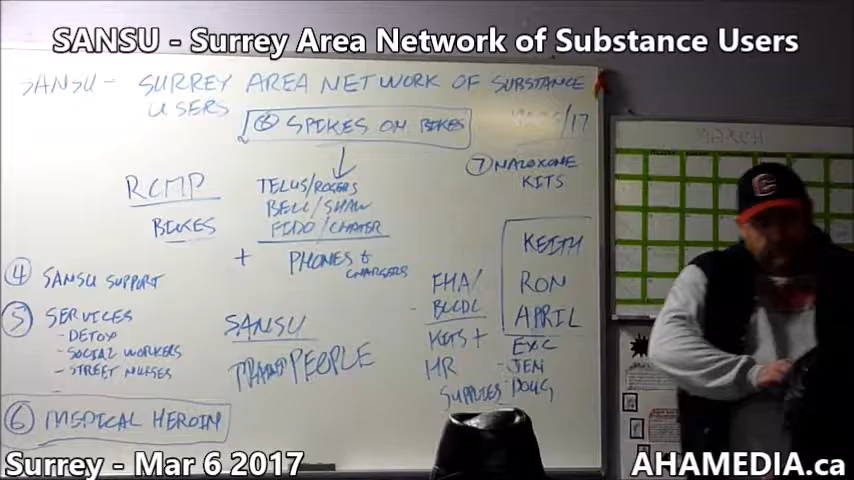 SANSU - Surrey Area Network of Substance Users
SANSU - SURREY AREA NETWORK OF SUBSTANCE
USERS
SPIKES ON BIKES
/17
MARCH
7 NALOXONE
KITS
RCMP
BIKES
TELUS/ROGERS
BELL/SHAW
FIDO/CHATER
+ PHONES &
CHARGERS
4 SANSU SUPPORT
5 SERVICES
- DETOX
- SOCIAL WORKERS
- STREET NURSES
6 MEDICAL HEROIN
SANSU
PEOPLE
FHA/
BCCDC
KITS +
HR
SUPPLIES
KEITH
RON
APRIL
EXC
- JEN
- DOUG
C
Surrey - Mar 6 2017
AHAMEDIA.ca